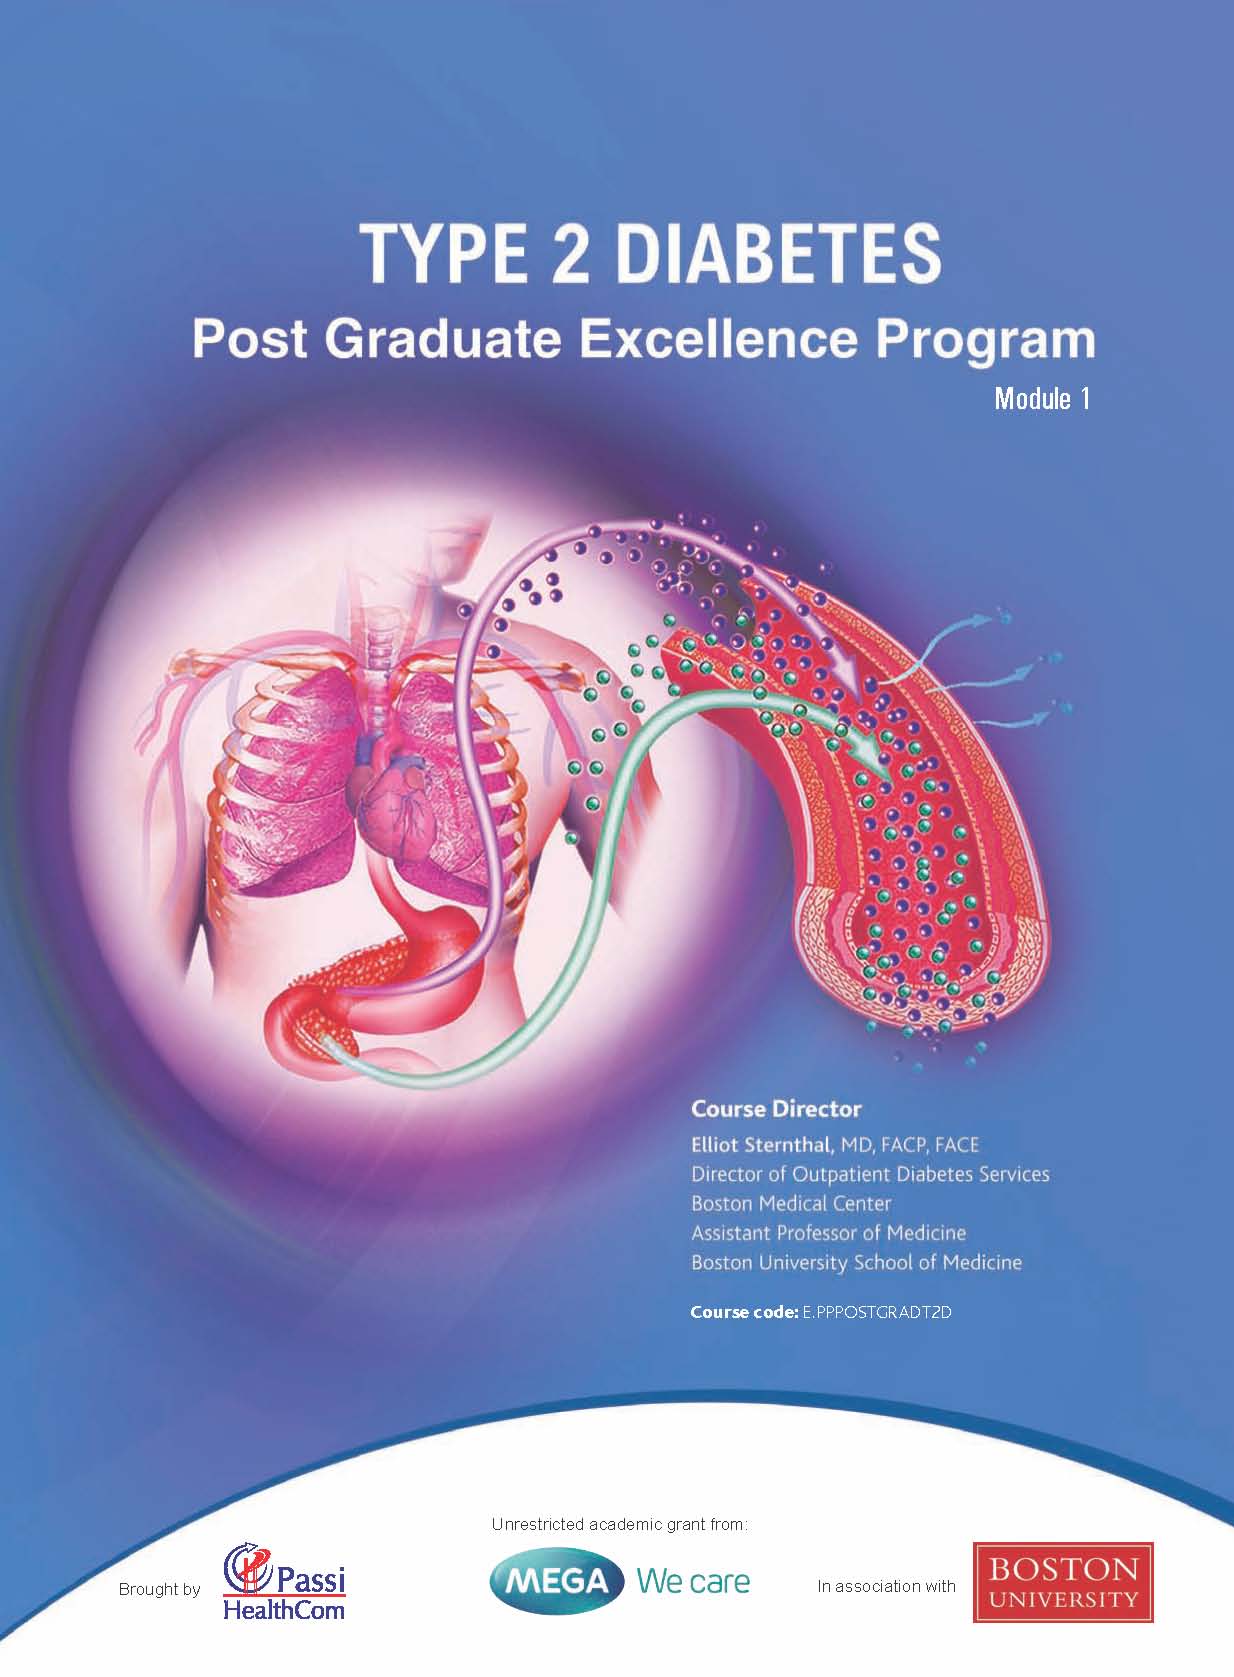 TYPE 2 DIABETES
Post Graduate Excellence Program
Module 1
Course Director
Elliot Sternthal, MD, FACP, FACE
Director of Outpatient Diabetes Services
Boston Medical Center
Assistant Professor of Medicine
Boston University School of Medicine
Course code: E.PPPOSTGRADT2D
Unrestricted academic grant from:
Brought by
Passi
HealthCom
MEGA We care
In association with
BOSTON
UNIVERSITY